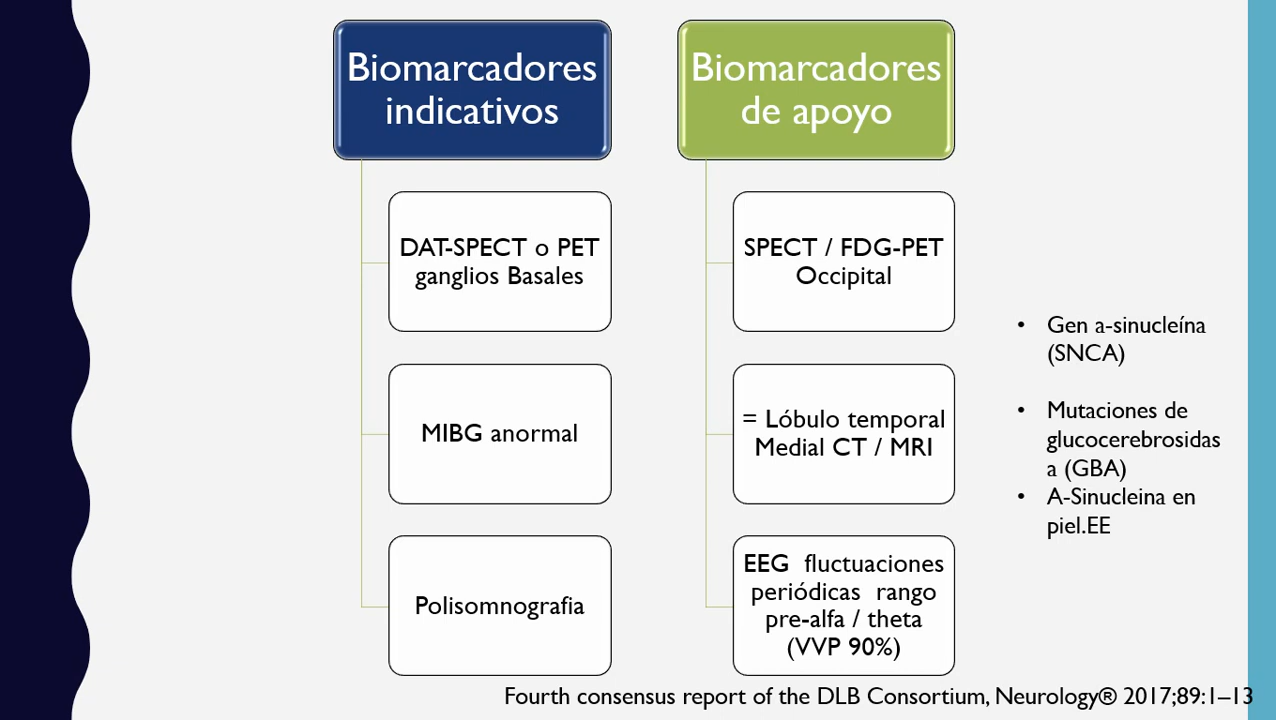 Biomarcadores
indicativos
DAT-SPECT o PET
ganglios Basales
MIBG anormal
Polisomnografia
Biomarcadores
de apoyo
SPECT / FDG-PET
Occipital
= Lóbulo temporal
Medial CT / MRI
EEG fluctuaciones
periódicas rango
pre-alfa / theta
(VVP 90%)
• Gen a-sinucleína
(SNCA)
• Mutaciones de
glucocerebrosidas
a (GBA)
• A-Sinucleina en
piel.EE
Fourth consensus report of the DLB Consortium, Neurology® 2017;89:1–13